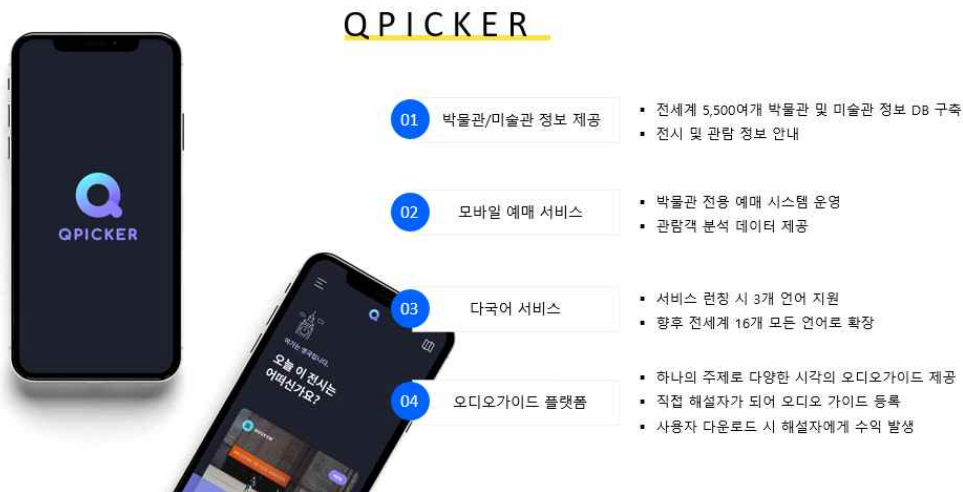 QPICKER
QPICKER
01
박물관/미술관 정보 제공
▪ 전세계 5,500여개 박물관 및 미술관 정보 DB 구축
▪ 전시 및 관람 정보 안내
02
모바일 예매 서비스
▪ 박물관 전용 예매 시스템 운영
▪ 관람객 분석 데이터 제공
03
다국어 서비스
▪ 서비스 런칭 시 3개 언어 지원
▪ 향후 전세계 16개 모든 언어로 확장
04
오디오가이드 플랫폼
▪ 하나의 주제로 다양한 시각의 오디오가이드 제공
▪ 직접 해설자가 되어 오디오 가이드 등록
▪ 사용자 다운로드 시 해설자에게 수익 발생
여기는 영국입니다.
오늘 이 전시는
어떠신가요?